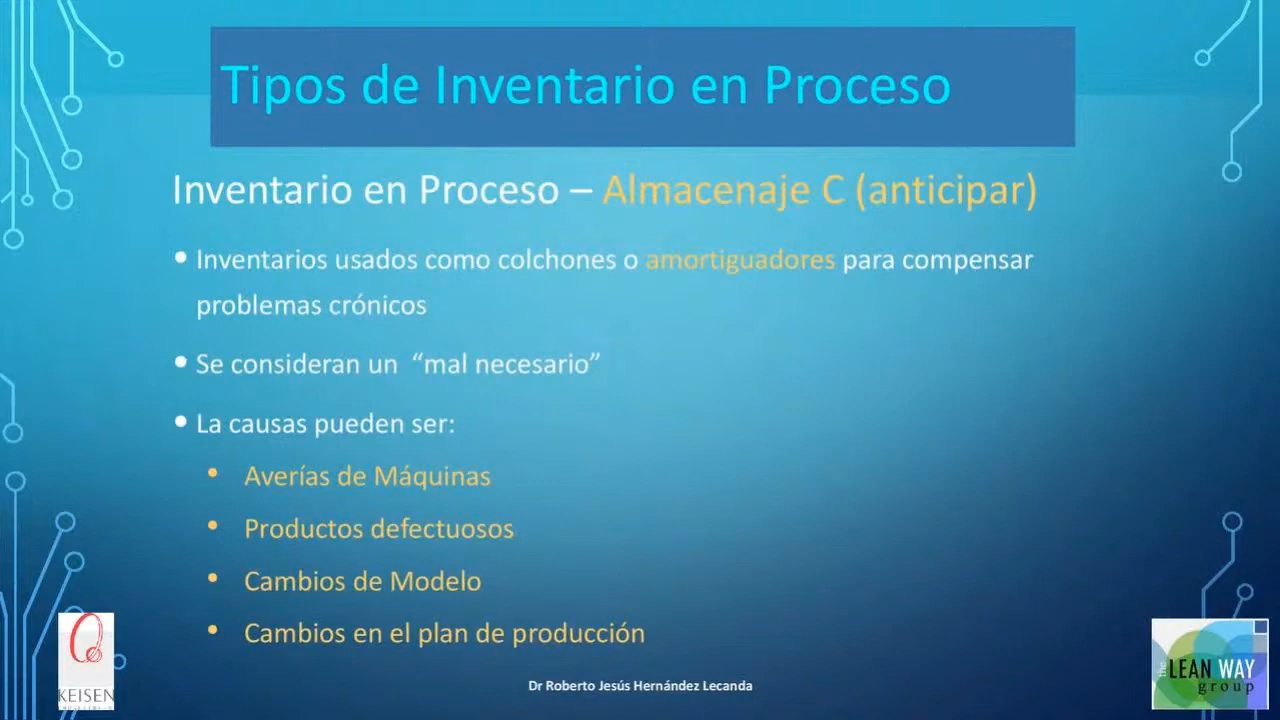 Tipos de Inventario en Proceso
Inventario en Proceso – Almacenaje C (anticipar)
• Inventarios usados como colchones o amortiguadores para compensar
problemas crónicos
• Se consideran un “mal necesario”
• La causas pueden ser:
• Averías de Máquinas
• Productos defectuosos
• Cambios de Modelo
• Cambios en el plan de producción
Dr Roberto Jesús Hernández Lecanda
KEISEN
the LEAN WAY
group